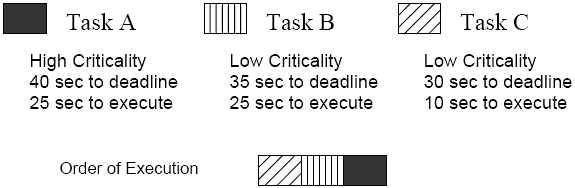 Task A
Task B
Task C
High Criticality
40 sec to deadline
25 sec to execute
Low Criticality
35 sec to deadline
25 sec to execute
Low Criticality
30 sec to deadline
10 sec to execute
Order of Execution